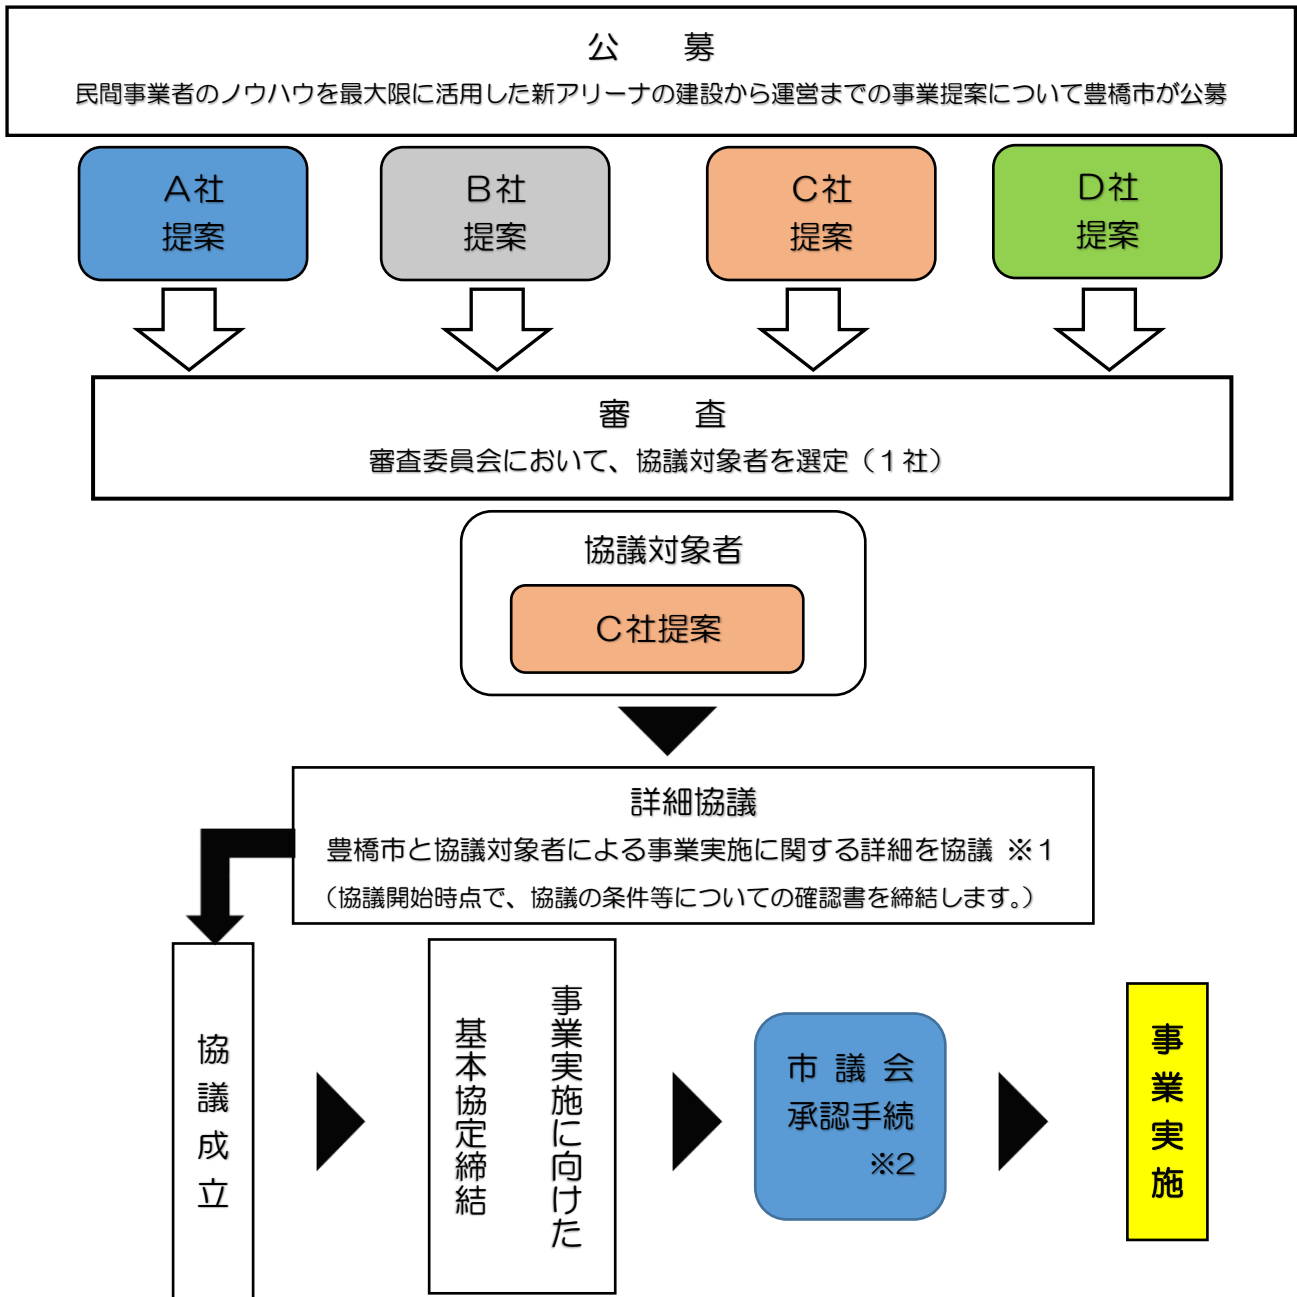 公　募
民間事業者のノウハウを最大限に活用した新アリーナの建設から運営までの事業提案について豊橋市が公募
A社
提案
B社
提案
C社
提案
D社
提案
審　査
審査委員会において、協議対象者を選定（１社）
協議対象者
C社提案
詳細協議
豊橋市と協議対象者による事業実施に関する詳細を協議 ※１
（協議開始時点で、協議の条件等についての確認書を締結します。）
協議成立
事業実施に向けた
基本協定締結
市議会
承認手続
※2
事業実施